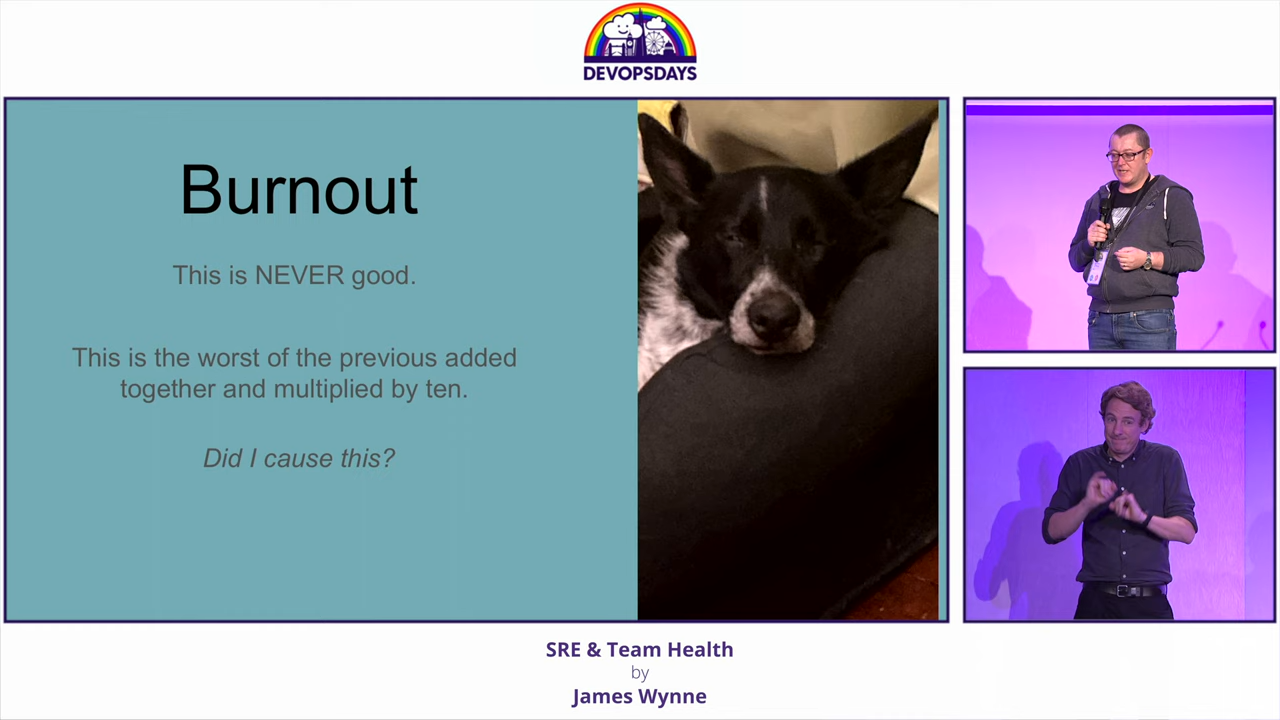 DEVOPSDAYS
Burnout
This is NEVER good.
This is the worst of the previous added
together and multiplied by ten.
Did I cause this?
SRE & Team Health
by
James Wynne